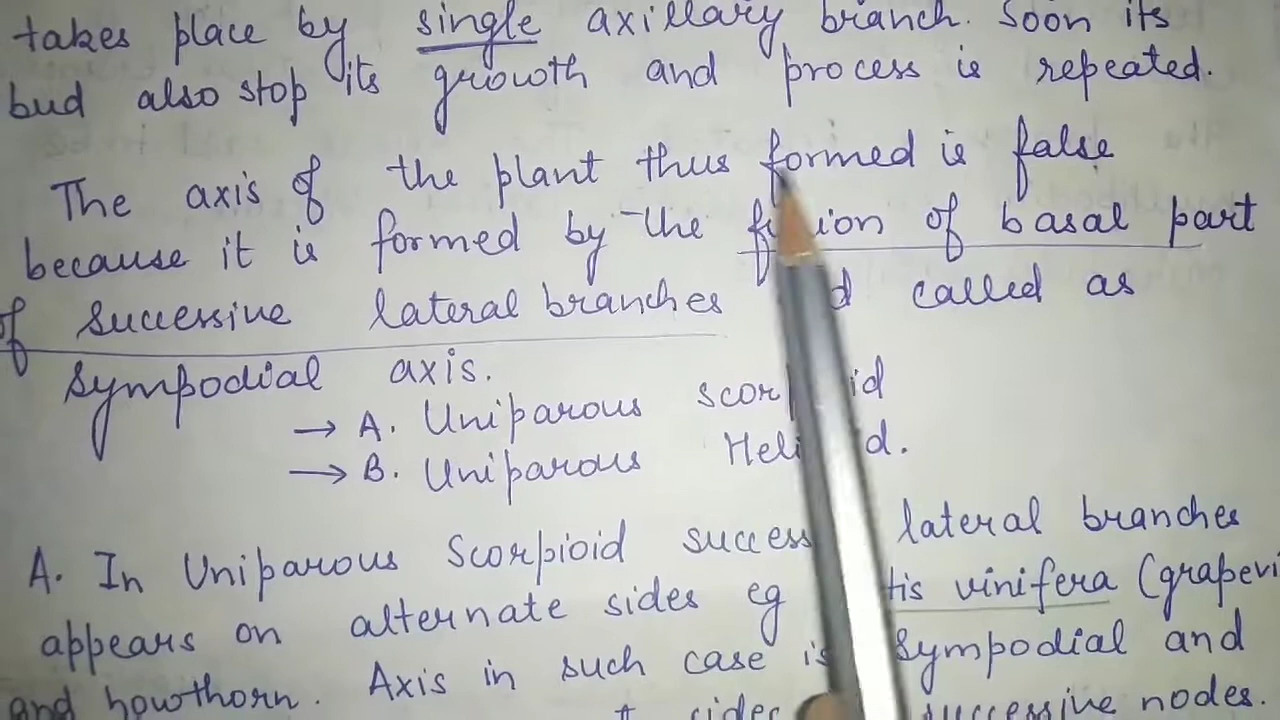 takes place by single axillary branch. Soon its
bud also stop its growth and process is repeated.
The axis of the plant thus formed is false
because it is formed by the of basal part
of successive lateral branches called as
sympodial axis.
→ A. Uniparous
→ B. Uniparous
A. In Uniparous Scorpioid lateral branches
appears on alternate sides eg vinifera
and howthorn. Axis in such case is sympodial and
successive nodes.